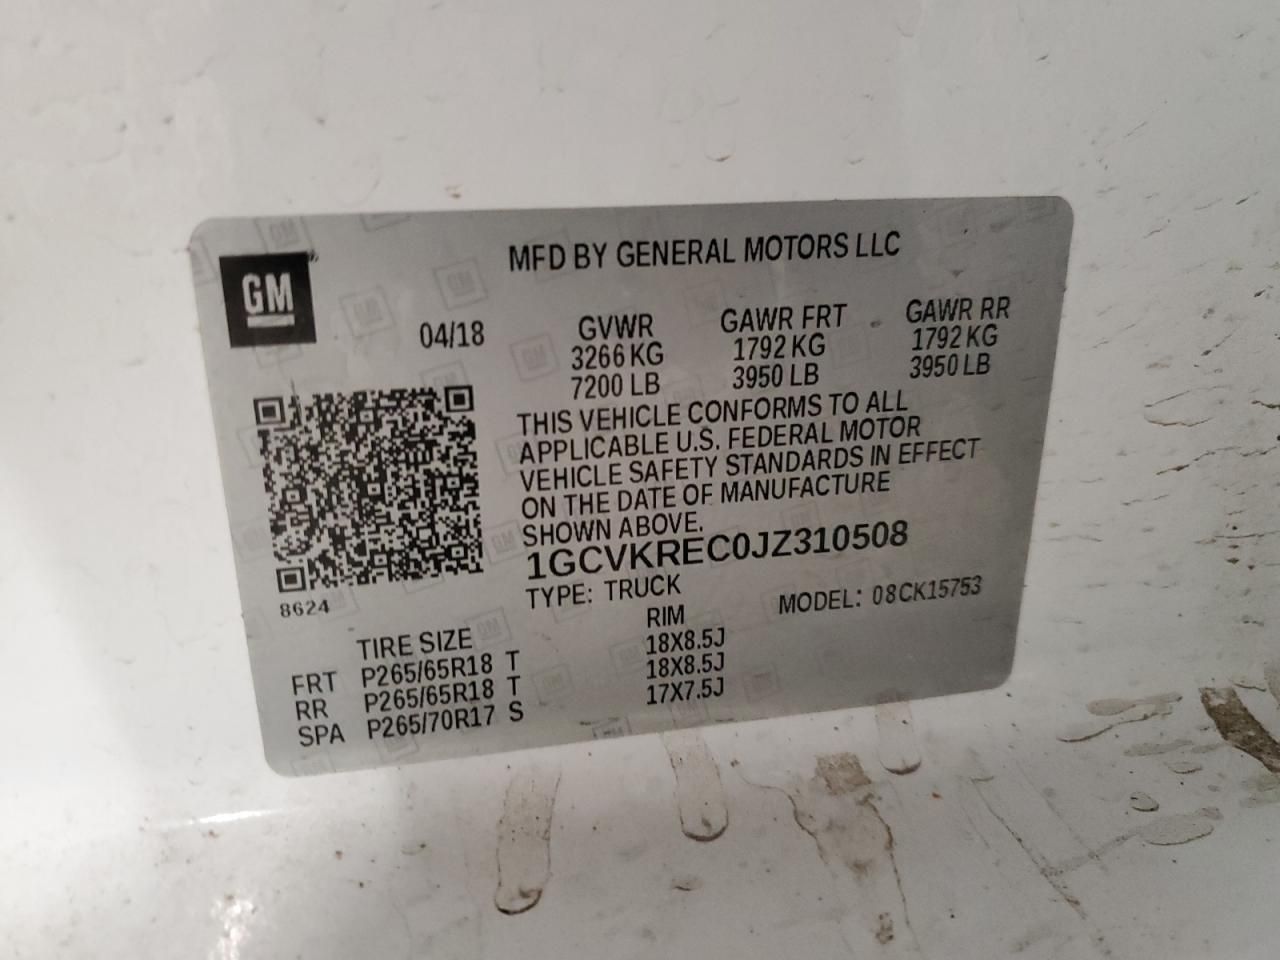 GM
MFD BY GENERAL MOTORS LLC
04/18
GVWR GAWR FRT GAWR RR
3266 KG 1792 KG 1792 KG
7200 LB 3950 LB 3950 LB
THIS VEHICLE CONFORMS TO ALL
APPLICABLE U.S. FEDERAL MOTOR
VEHICLE SAFETY STANDARDS IN EFFECT
ON THE DATE OF MANUFACTURE
SHOWN ABOVE.
1GCVKREC0JZ310508
TYPE: TRUCK MODEL: 08CK15753
8624
TIRE SIZE RIM
FRT P265/65R18 T 18X8.5J
RR P265/65R18 T 18X8.5J
SPA P265/70R17 S 17X7.5J